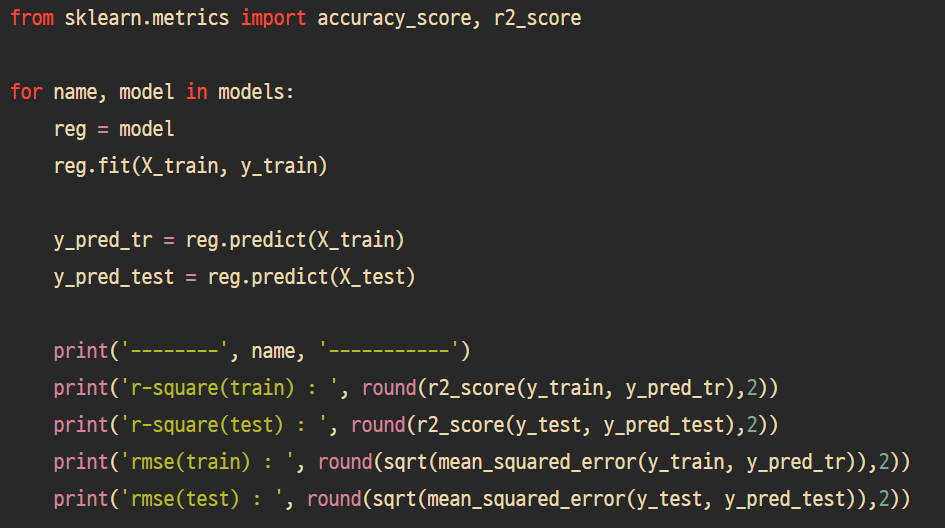 from sklearn.metrics import accuracy_score, r2_score
for name, model in models:
    reg = model
    reg.fit(X_train, y_train)
    y_pred_tr = reg.predict(X_train)
    y_pred_test = reg.predict(X_test)
    print('--------', name, '-----------')
    print('r-square(train) : ', round(r2_score(y_train, y_pred_tr),2))
    print('r-square(test) : ', round(r2_score(y_test, y_pred_test),2))
    print('rmse(train) : ', round(sqrt(mean_squared_error(y_train, y_pred_tr)),2))
    print('rmse(test) : ', round(sqrt(mean_squared_error(y_test, y_pred_test)),2))